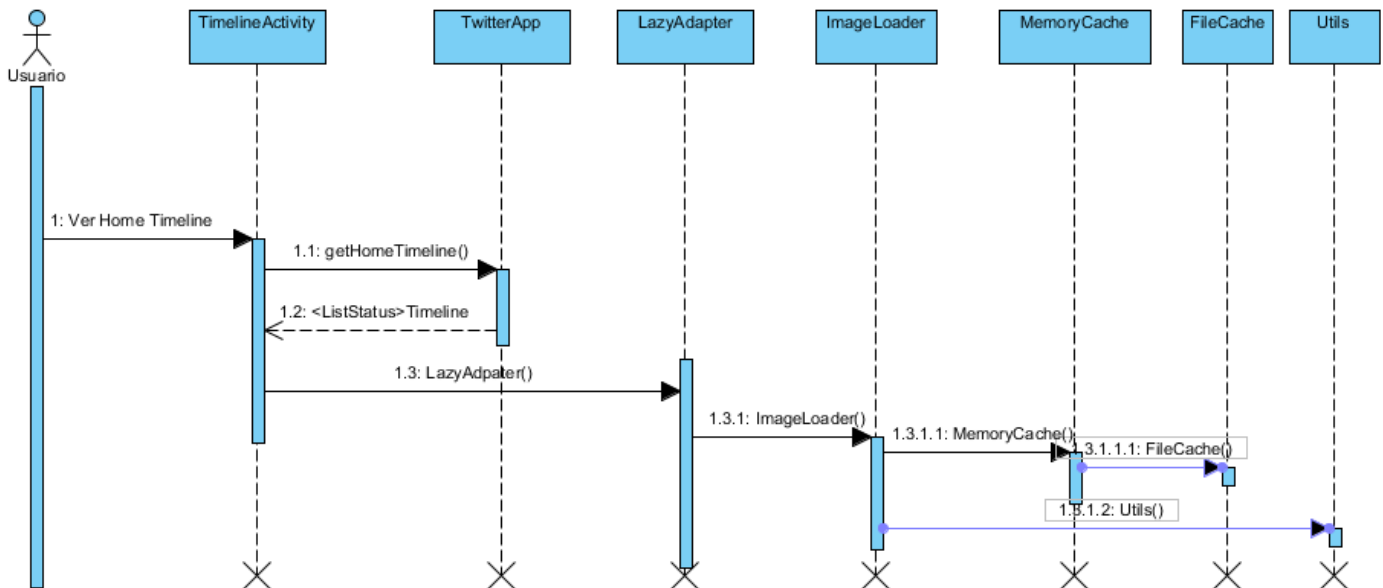 TimelineActivity
TwitterApp
LazyAdapter
ImageLoader
MemoryCache
FileCache
Utils
Usuario
1: Ver Home Timeline
1.1: getHomeTimeline()
1.2: <ListStatus>Timeline
1.3: LazyAdpater()
1.3.1: ImageLoader()
1.3.1.1: MemoryCache()
1.3.1.1.1: FileCache()
1.3.1.2: Utils()